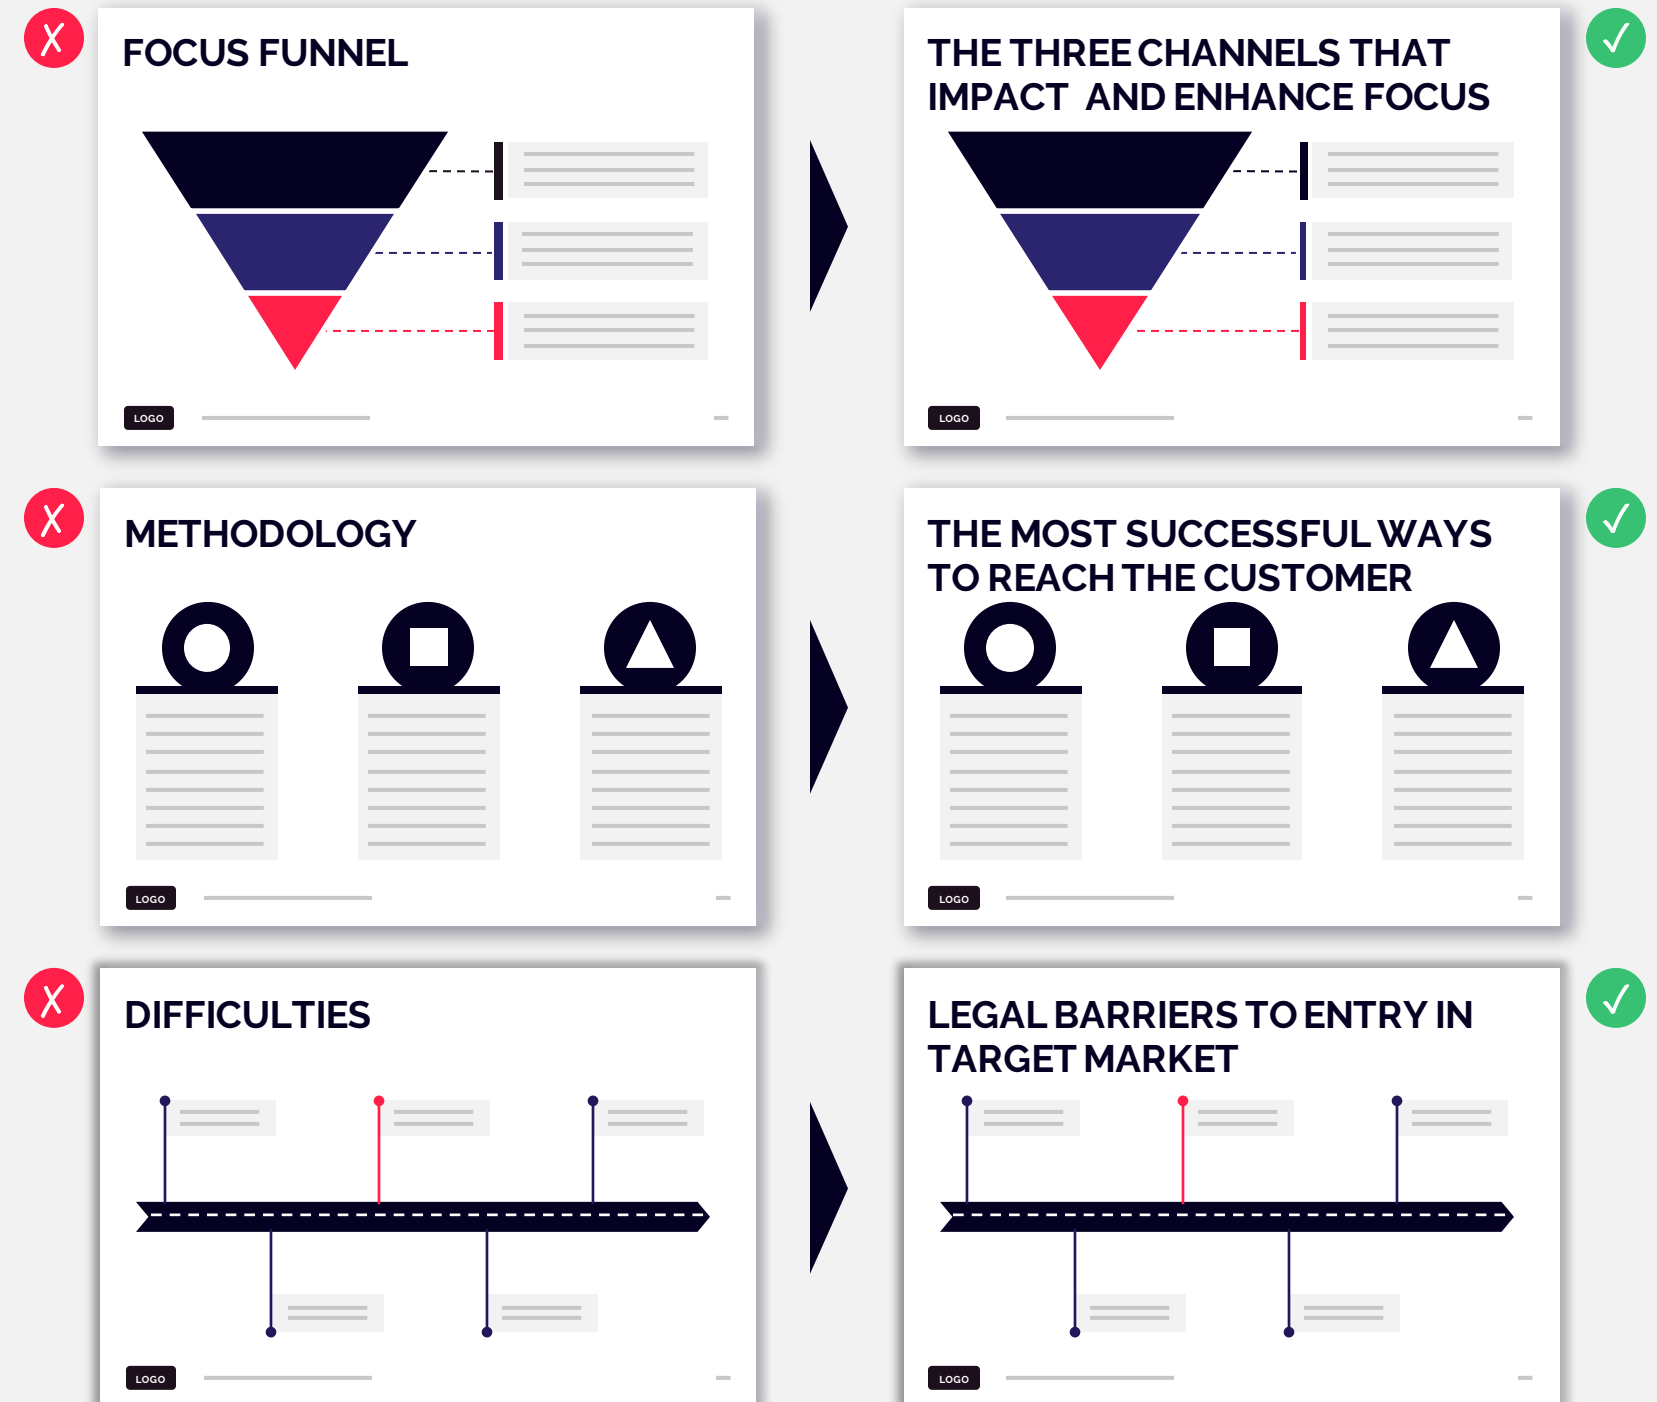 FOCUS FUNNEL
LOGO
THE THREE CHANNELS THAT
IMPACT AND ENHANCE FOCUS
LOGO
METHODOLOGY
LOGO
THE MOST SUCCESSFUL WAYS
TO REACH THE CUSTOMER
LOGO
DIFFICULTIES
LOGO
LEGAL BARRIERS TO ENTRY IN
TARGET MARKET
LOGO